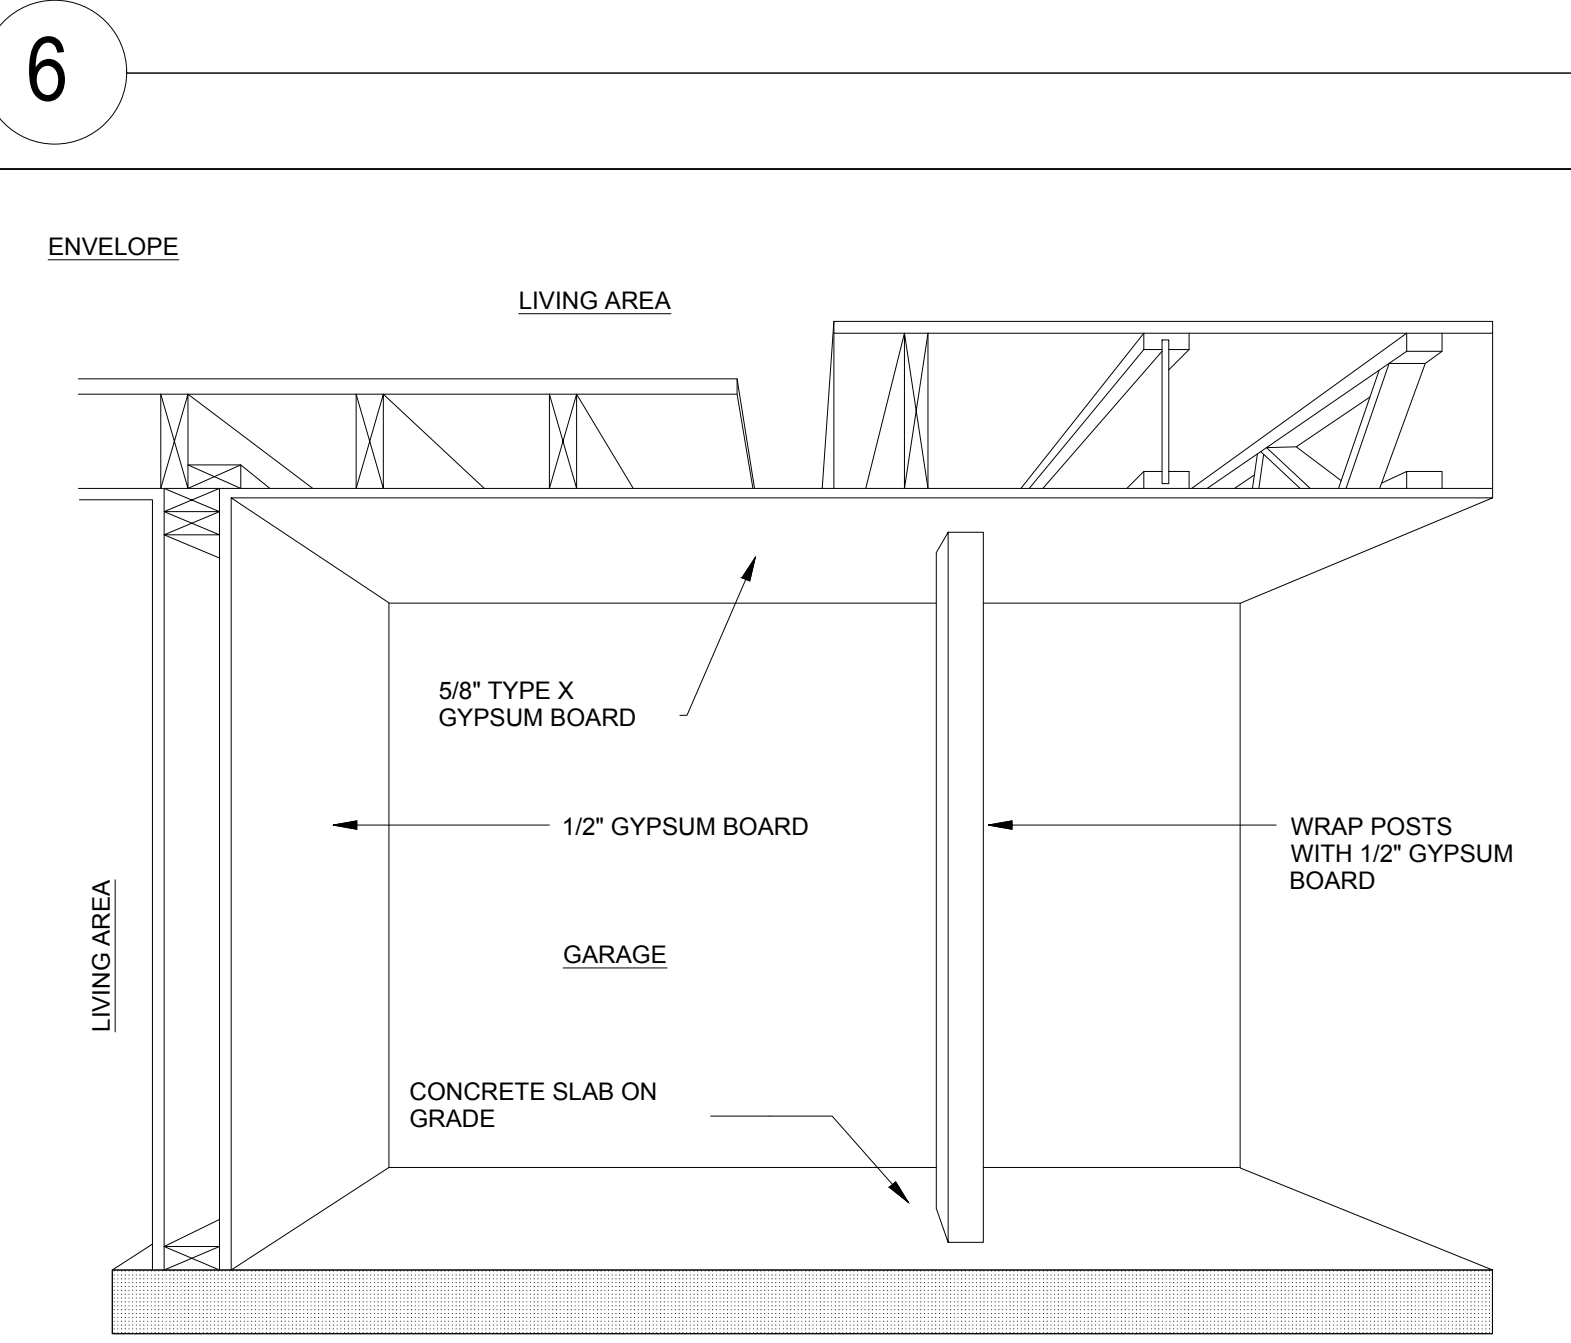 6
ENVELOPE
LIVING AREA
5/8" TYPE X
GYPSUM BOARD
1/2" GYPSUM BOARD
WRAP POSTS
WITH 1/2" GYPSUM
BOARD
LIVING AREA
GARAGE
CONCRETE SLAB ON
GRADE